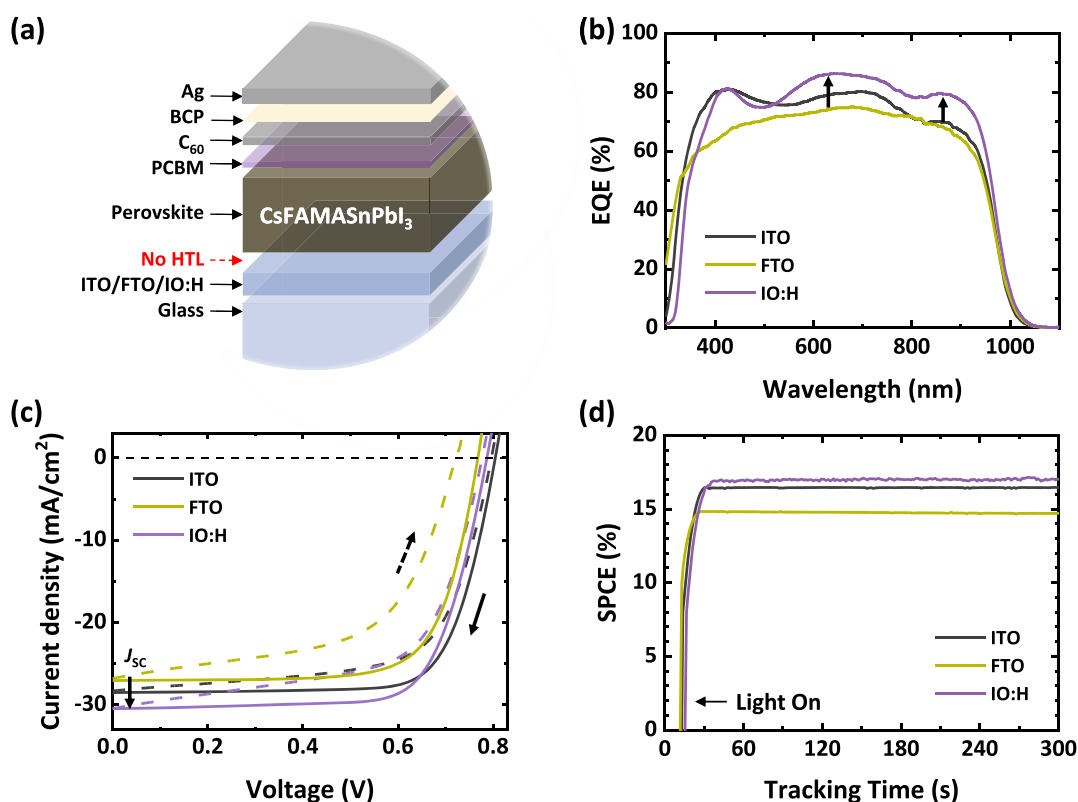 (a)
Ag
BCP
C60
PCBM
Perovskite
CsFAMASnPbI3
No HTL
ITO/FTO/IO:H
Glass
(b)
100
80
60
40
20
0
EQE (%)
ITO
FTO
IO:H
400
600
800
1000
Wavelength (nm)
(c)
0
-10
-20
-30
Current density (mA/cm2)
ITO
FTO
IO:H
JSC
0.0
0.2
0.4
0.6
0.8
Voltage (V)
(d)
20
15
10
5
0
SPCE (%)
ITO
FTO
IO:H
Light On
0
60
120
180
240
300
Tracking Time (s)